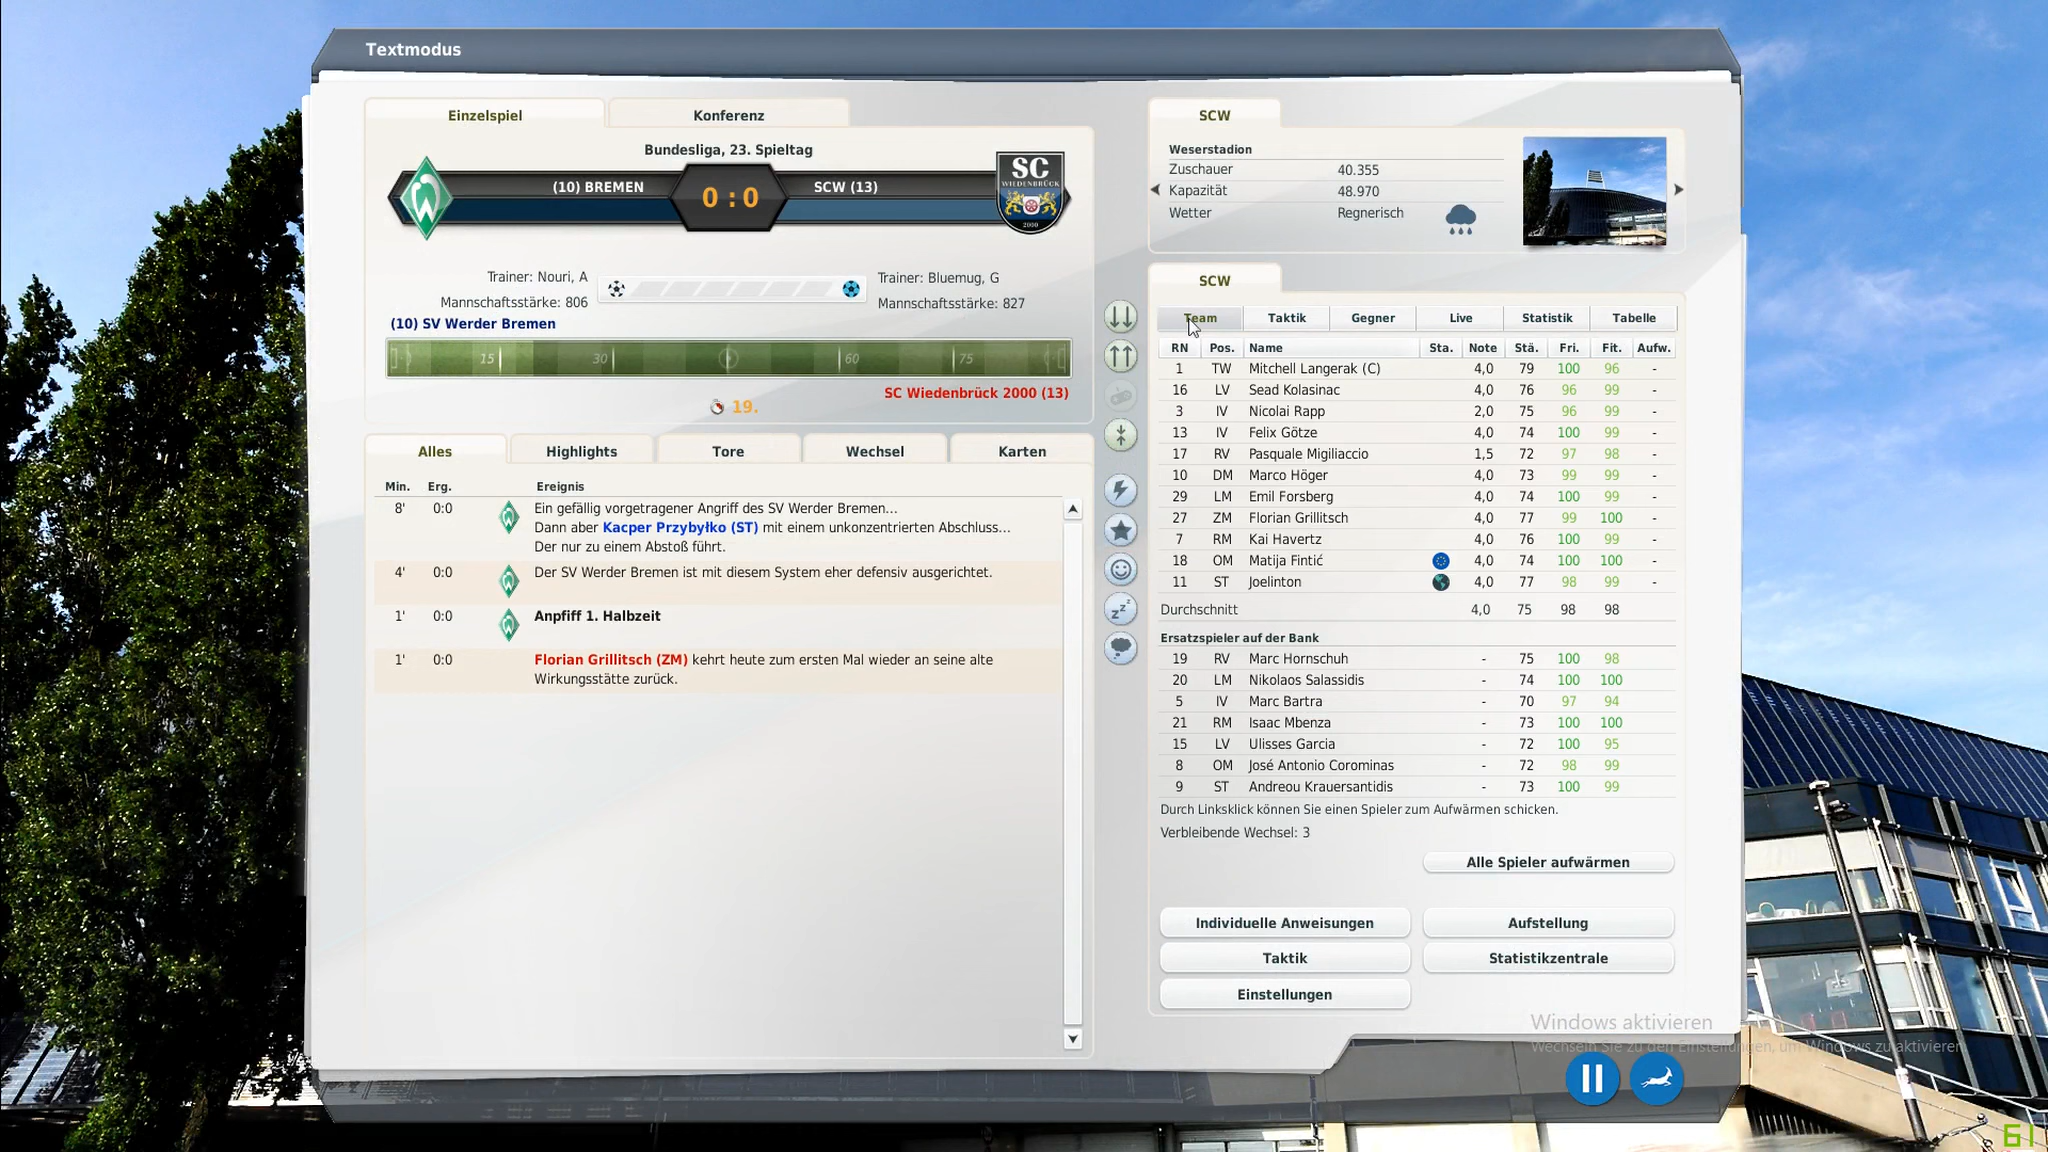 Textmodus
Einzelspiel
Konferenz
Bundesliga, 23. Spieltag
(10) BREMEN
0 : 0
SCW (13)
SC
WIEDENBRÜCK
2000
Trainer: Nouri, A
Trainer: Bluemug, G
Mannschaftsstärke: 806
Mannschaftsstärke: 827
(10) SV Werder Bremen
15
30
60
75
SC Wiedenbrück 2000 (13)
19.
Alles
Highlights
Tore
Wechsel
Karten
Min. Erg. Ereignis
8' 0:0 Ein gefällig vorgetragener Angriff des SV Werder Bremen...
Dann aber Kacper Przybyłko (ST) mit einem unkonzentrierten Abschluss...
Der nur zu einem Abstoß führt.
4' 0:0 Der SV Werder Bremen ist mit diesem System eher defensiv ausgerichtet.
1' 0:0 Anpfiff 1. Halbzeit
1' 0:0 Florian Grillitsch (ZM) kehrt heute zum ersten Mal wieder an seine alte
Wirkungsstätte zurück.
SCW
Weserstadion
Zuschauer 40.355
Kapazität 48.970
Wetter Regnerisch
SCW
Team Taktik Gegner Live Statistik Tabelle
RN Pos. Name Sta. Note Stä. Fri. Fit. Aufw.
1 TW Mitchell Langerak (C) 4,0 79 100 96 -
16 LV Sead Kolasinac 4,0 76 96 99 -
3 IV Nicolai Rapp 2,0 75 96 99 -
13 IV Felix Götze 4,0 74 100 99 -
17 RV Pasquale Migiliaccio 1,5 72 97 98 -
10 DM Marco Höger 4,0 73 99 99 -
29 LM Emil Forsberg 4,0 74 100 99 -
27 ZM Florian Grillitsch 4,0 77 99 100 -
7 RM Kai Havertz 4,0 76 100 99 -
18 OM Matija Fintić 4,0 74 100 100 -
11 ST Joelinton 4,0 77 98 99 -
Durchschnitt 4,0 75 98 98
Ersatzspieler auf der Bank
19 RV Marc Hornschuh - 75 100 98
20 LM Nikolaos Salassidis - 74 100 100
5 IV Marc Bartra - 70 97 94
21 RM Isaac Mbenza - 73 100 100
15 LV Ulisses Garcia - 72 100 95
8 OM José Antonio Corominas - 72 98 99
9 ST Andreou Krauersantidis - 73 100 99
Durch Linksklick können Sie einen Spieler zum Aufwärmen schicken.
Verbleibende Wechsel: 3
Alle Spieler aufwärmen
Individuelle Anweisungen
Aufstellung
Taktik
Statistikzentrale
Einstellungen
Windows aktivieren
Wechseln Sie zu den Einstellungen, um Windows zu aktivieren.
61